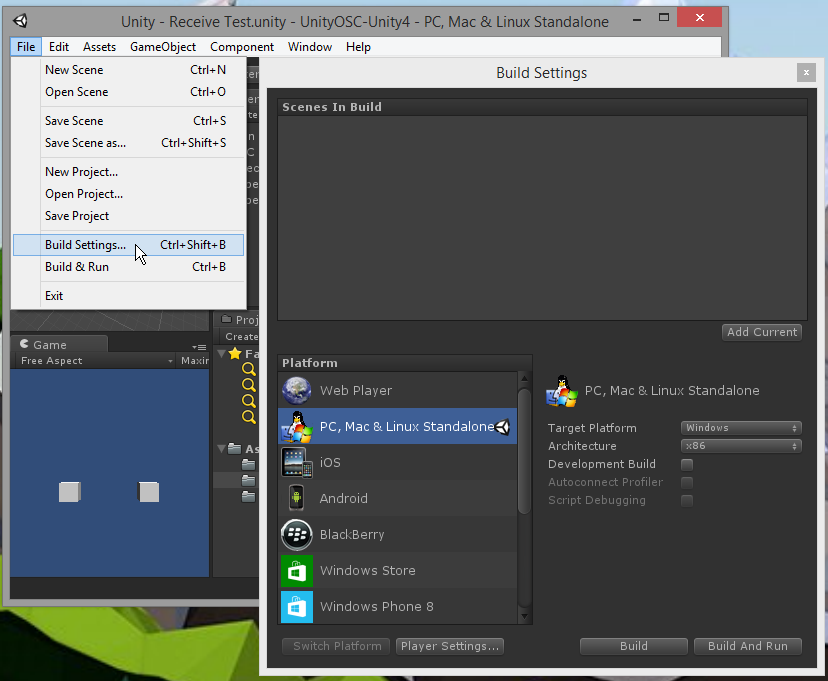 Unity - Receive Test.unity - UnityOSC-Unity4 - PC, Mac & Linux Standalone
File Edit Assets GameObject Component Window Help
New Scene Ctrl+N
Open Scene Ctrl+O
Save Scene Ctrl+S
Save Scene as... Ctrl+Shift+S
New Project...
Open Project...
Save Project
Build Settings... Ctrl+Shift+B
Build & Run Ctrl+B
Exit
Game
Free Aspect
Maxir
Proj
Create
Fa
As
Build Settings
Scenes In Build
Add Current
Platform
Web Player
PC, Mac & Linux Standalone
iOS
Android
BlackBerry
Windows Store
Windows Phone 8
PC, Mac & Linux Standalone
Target Platform Windows
Architecture x86
Development Build
Autoconnect Profiler
Script Debugging
Switch Platform Player Settings... Build Build And Run